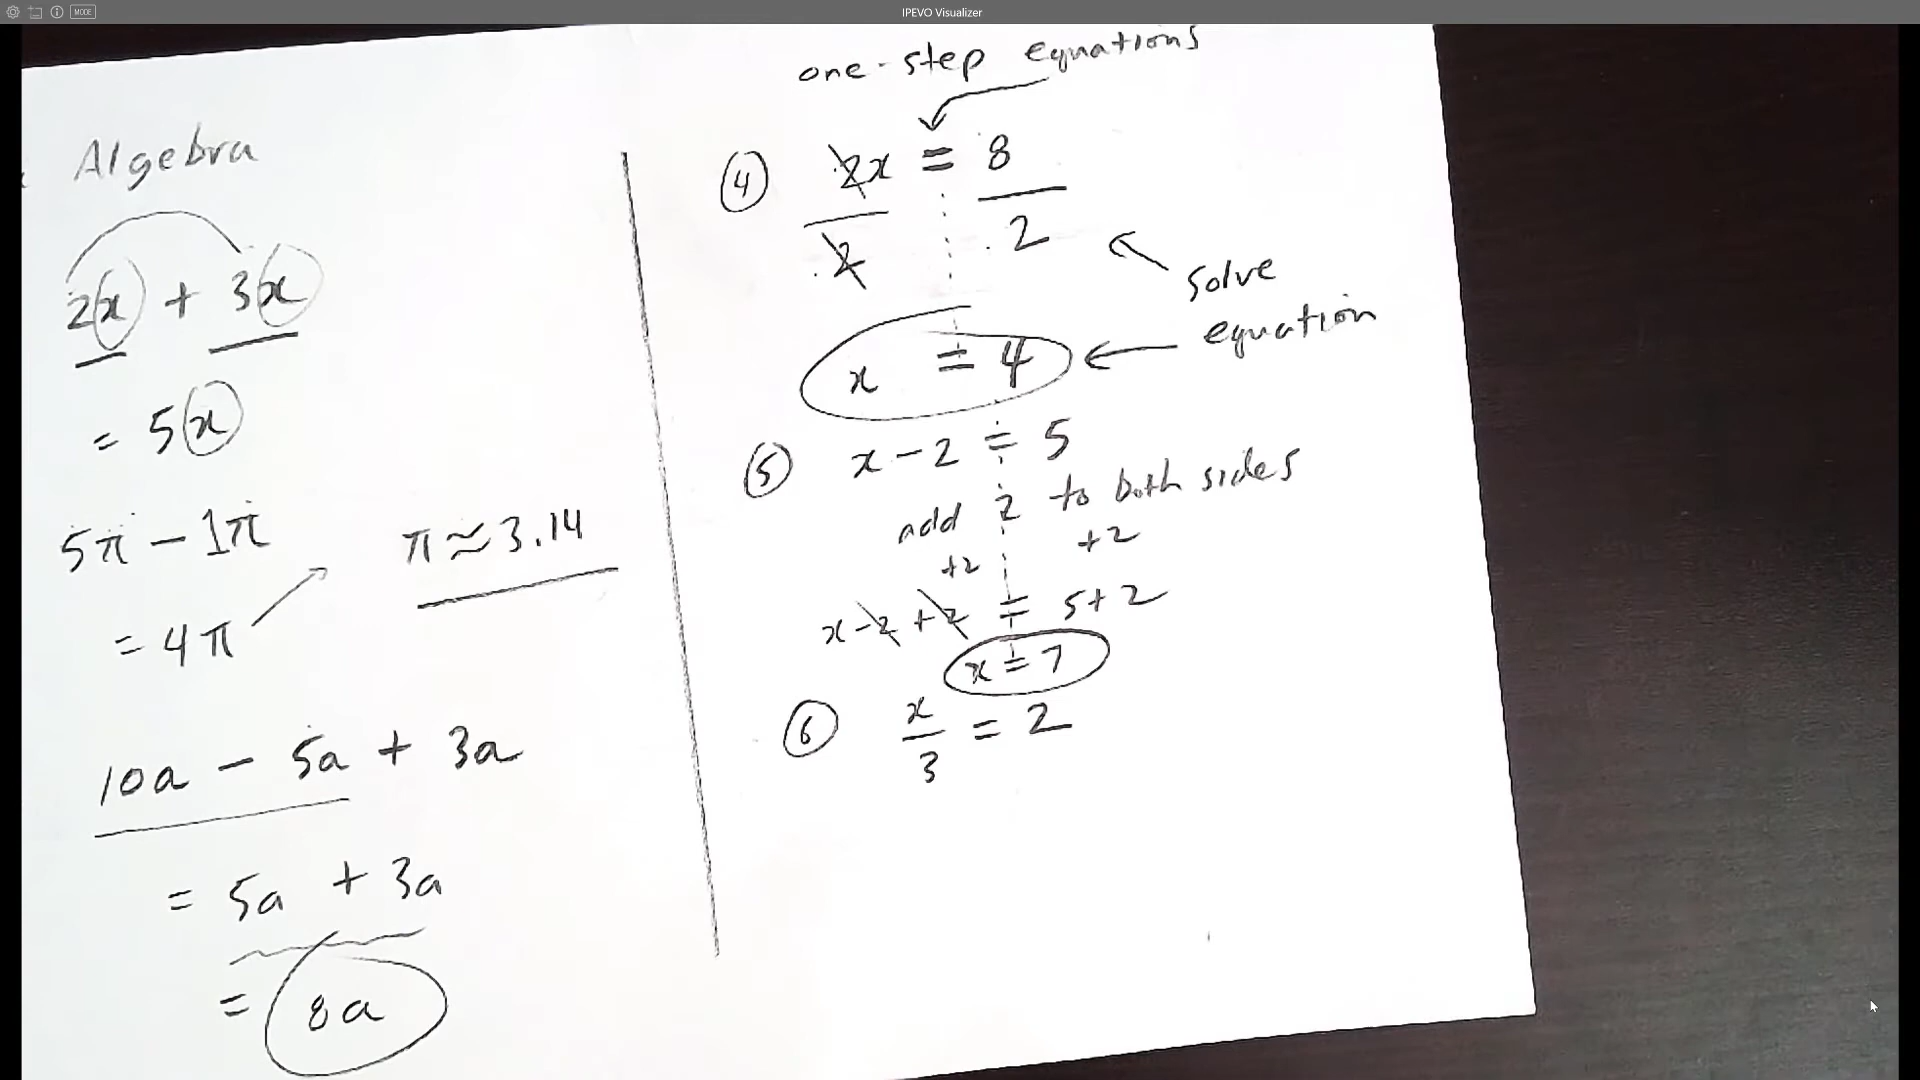 MODE
IPEVO Visualizer
Algebra
2x + 3x
= 5x
5π - 1π
π ≈ 3.14
= 4π
10a - 5a + 3a
= 5a + 3a
= 8a
one-step equations
④ 2x = 8
2 2
solve
equation
x = 4
⑤ x - 2 = 5
add 2 to both sides
+2 +2
x - 2 + 2 = 5 + 2
x = 7
⑥ x/3 = 2